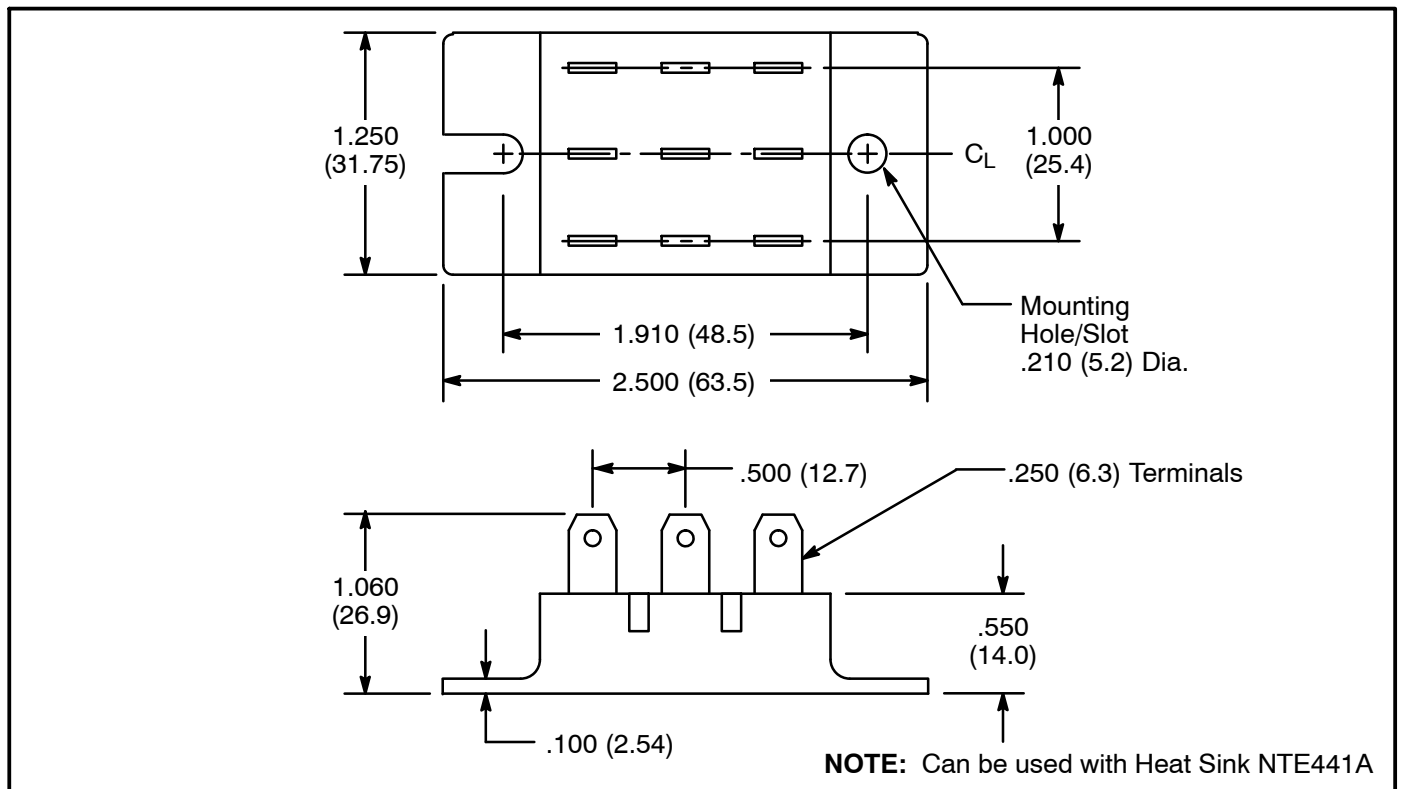 1.250
(31.75)
1.000
(25.4)
CL
Mounting
Hole/Slot
.210 (5.2) Dia.
1.910 (48.5)
2.500 (63.5)
.500 (12.7)
.250 (6.3) Terminals
1.060
(26.9)
.550
(14.0)
.100 (2.54)
NOTE: Can be used with Heat Sink NTE441A